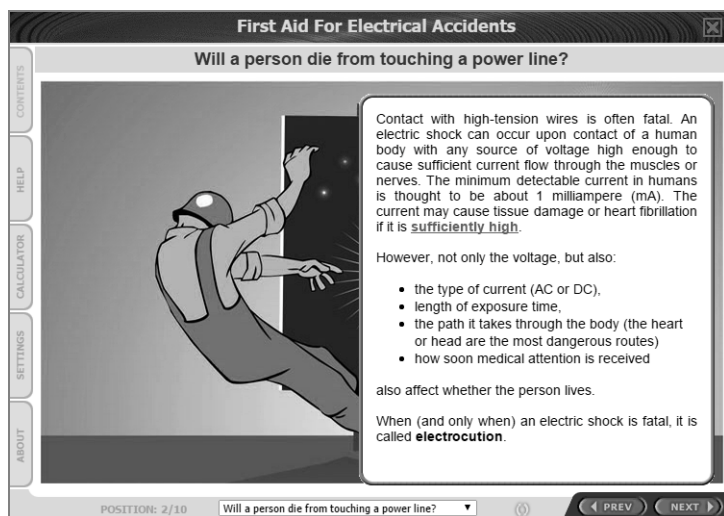 First Aid For Electrical Accidents
Will a person die from touching a power line?
CONTENTS
HELP
CALCULATOR
SETTINGS
ABOUT
Contact with high-tension wires is often fatal. An
electric shock can occur upon contact of a human
body with any source of voltage high enough to
cause sufficient current flow through the muscles or
nerves. The minimum detectable current in humans
is thought to be about 1 milliampere (mA). The
current may cause tissue damage or heart fibrillation
if it is sufficiently high.
However, not only the voltage, but also:
• the type of current (AC or DC),
• length of exposure time,
• the path it takes through the body (the heart
or head are the most dangerous routes)
• how soon medical attention is received
also affect whether the person lives.
When (and only when) an electric shock is fatal, it is
called electrocution.
POSITION: 2/10
Will a person die from touching a power line?
PREV
NEXT